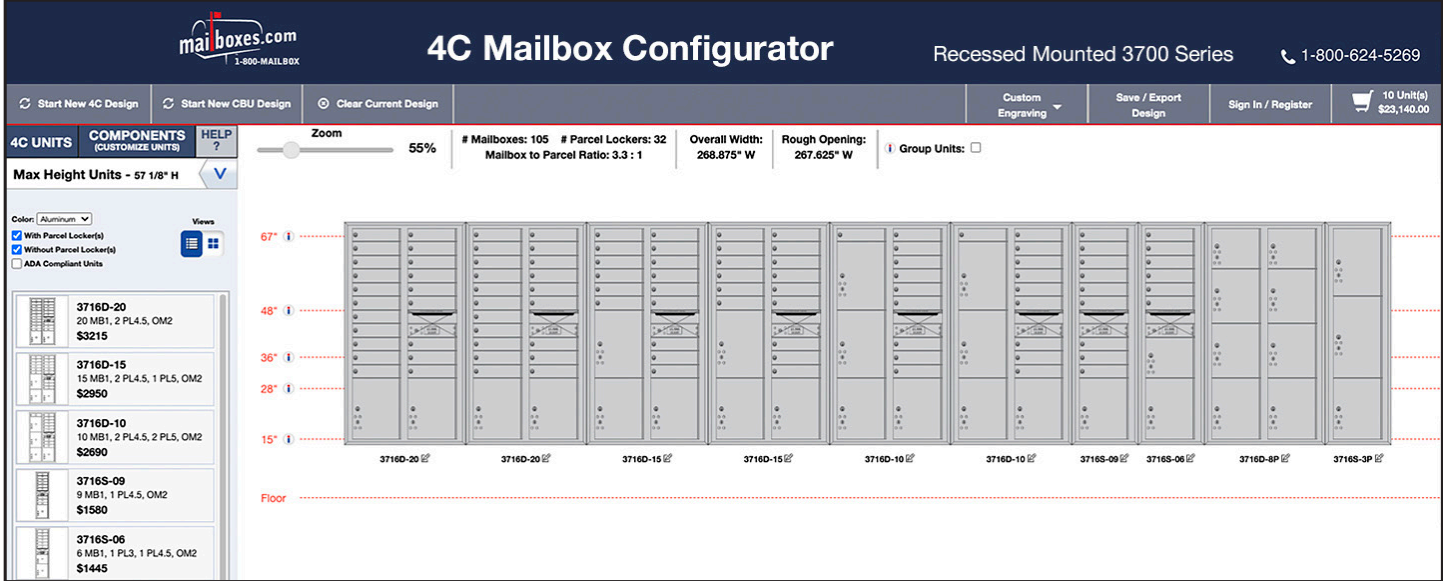 mailboxes.com
1-800-MAILBOX
4C Mailbox Configurator
Recessed Mounted 3700 Series
1-800-624-5269
Start New 4C Design
Start New CBU Design
Clear Current Design
Custom
Engraving
Save / Export
Design
Sign In / Register
10 Unit(s)
$23,140.00
4C UNITS
COMPONENTS
(CUSTOMIZE UNITS)
HELP
?
Max Height Units - 57 1/8" H
V
Zoom
55%
# Mailboxes: 105 # Parcel Lockers: 32
Mailbox to Parcel Ratio: 3.3 : 1
Overall Width:
268.875" W
Rough Opening:
267.625" W
i Group Units:
Color: Aluminum
With Parcel Locker(s)
Without Parcel Locker(s)
ADA Compliant Units
Views
3716D-20
20 MB1, 2 PL4.5, OM2
$3215
3716D-15
15 MB1, 2 PL4.5, 1 PL5, OM2
$2950
3716D-10
10 MB1, 2 PL4.5, 2 PL5, OM2
$2690
3716S-09
9 MB1, 1 PL4.5, OM2
$1580
3716S-06
6 MB1, 1 PL3, 1 PL4.5, OM2
$1445
67" i
48" i
36" i
28" i
15" i
3716D-20 3716D-20 3716D-15 3716D-15 3716D-10 3716D-10 3716S-09 3716S-06 3716D-8P 3716S-3P
Floor